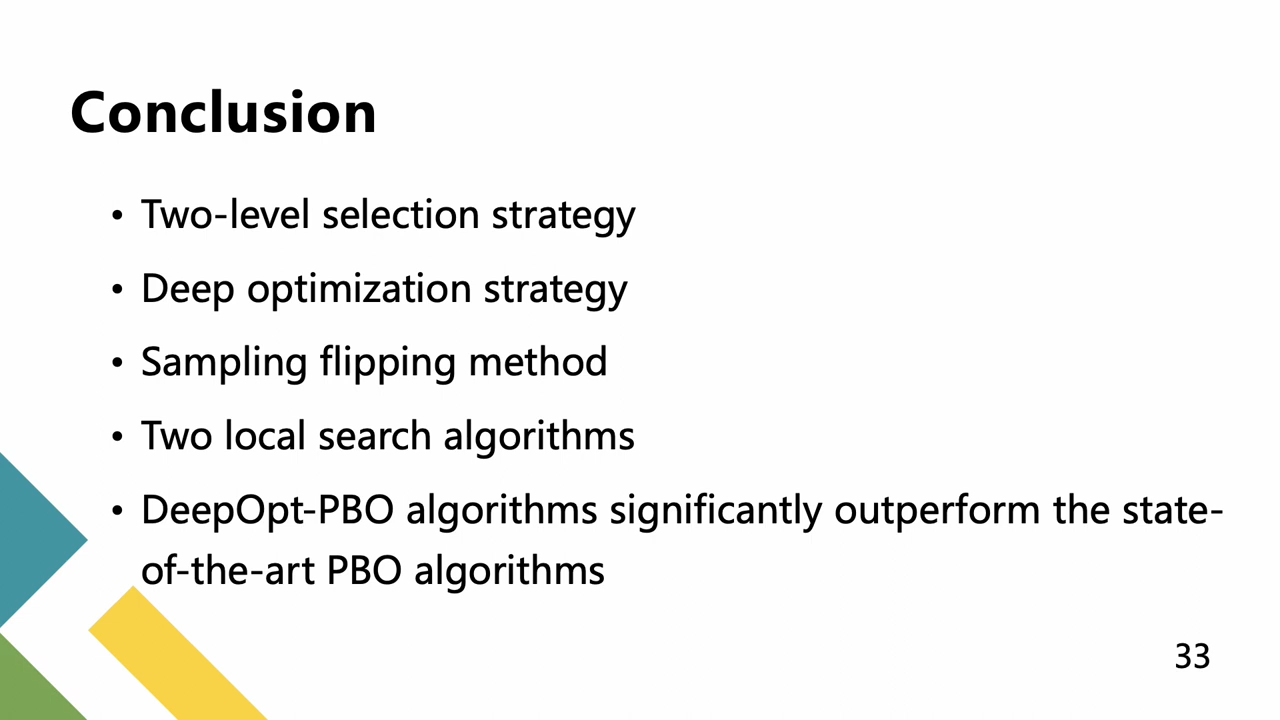 Conclusion
• Two-level selection strategy
• Deep optimization strategy
• Sampling flipping method
• Two local search algorithms
• DeepOpt-PBO algorithms significantly outperform the state-
of-the-art PBO algorithms
33